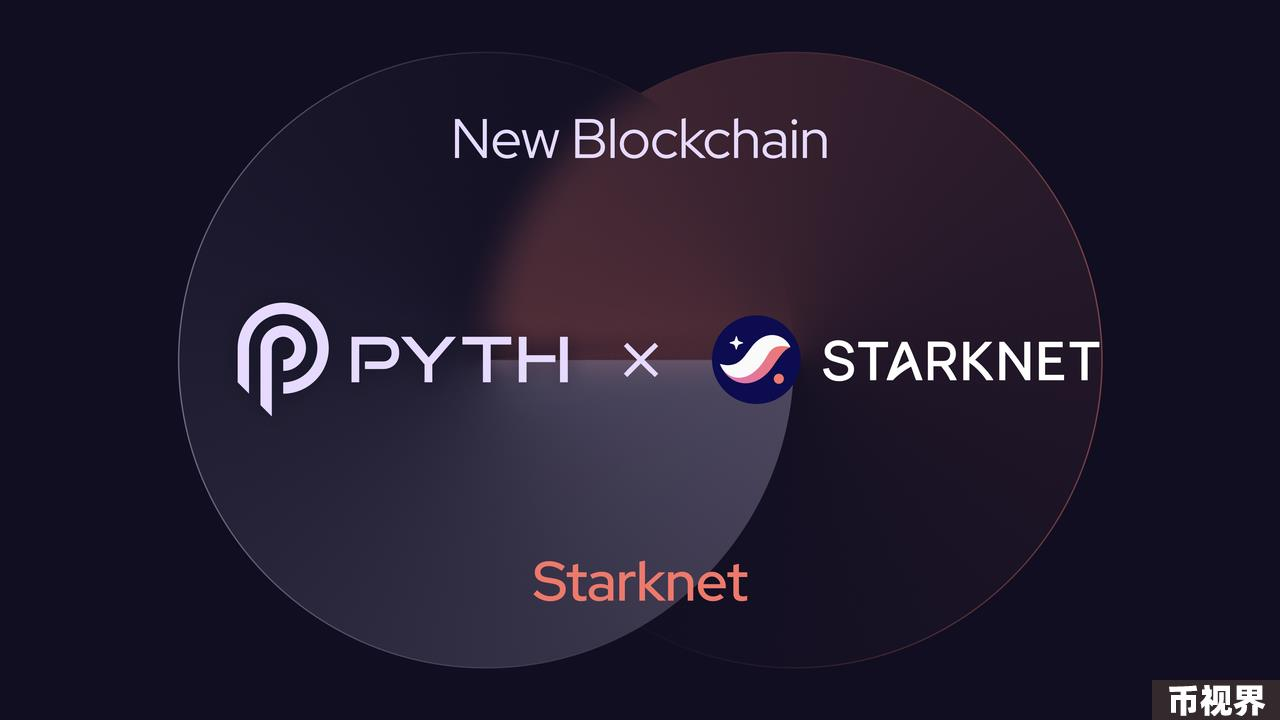 New Blockchain
PYTH × STARKNET
Starknet
币视界